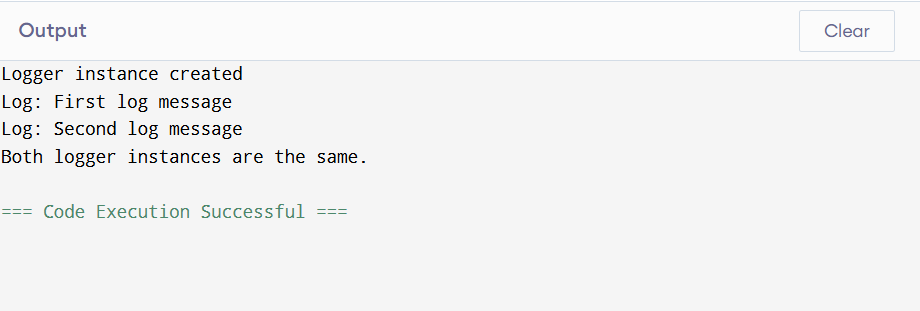 Output
Clear
Logger instance created
Log: First log message
Log: Second log message
Both logger instances are the same.
=== Code Execution Successful ===